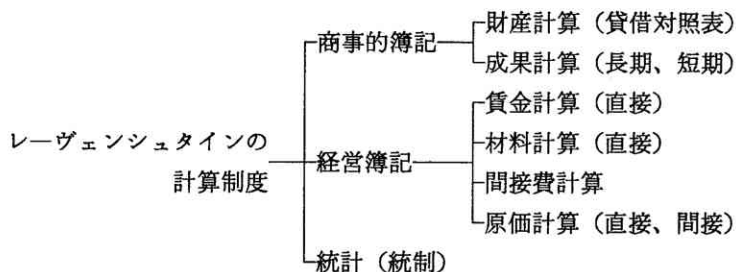 レーヴェンシュタインの
計算制度
商事的簿記
財産計算（貸借対照表）
成果計算（長期、短期）
経営簿記
賃金計算（直接）
材料計算（直接）
間接費計算
原価計算（直接、間接）
統計（統制）